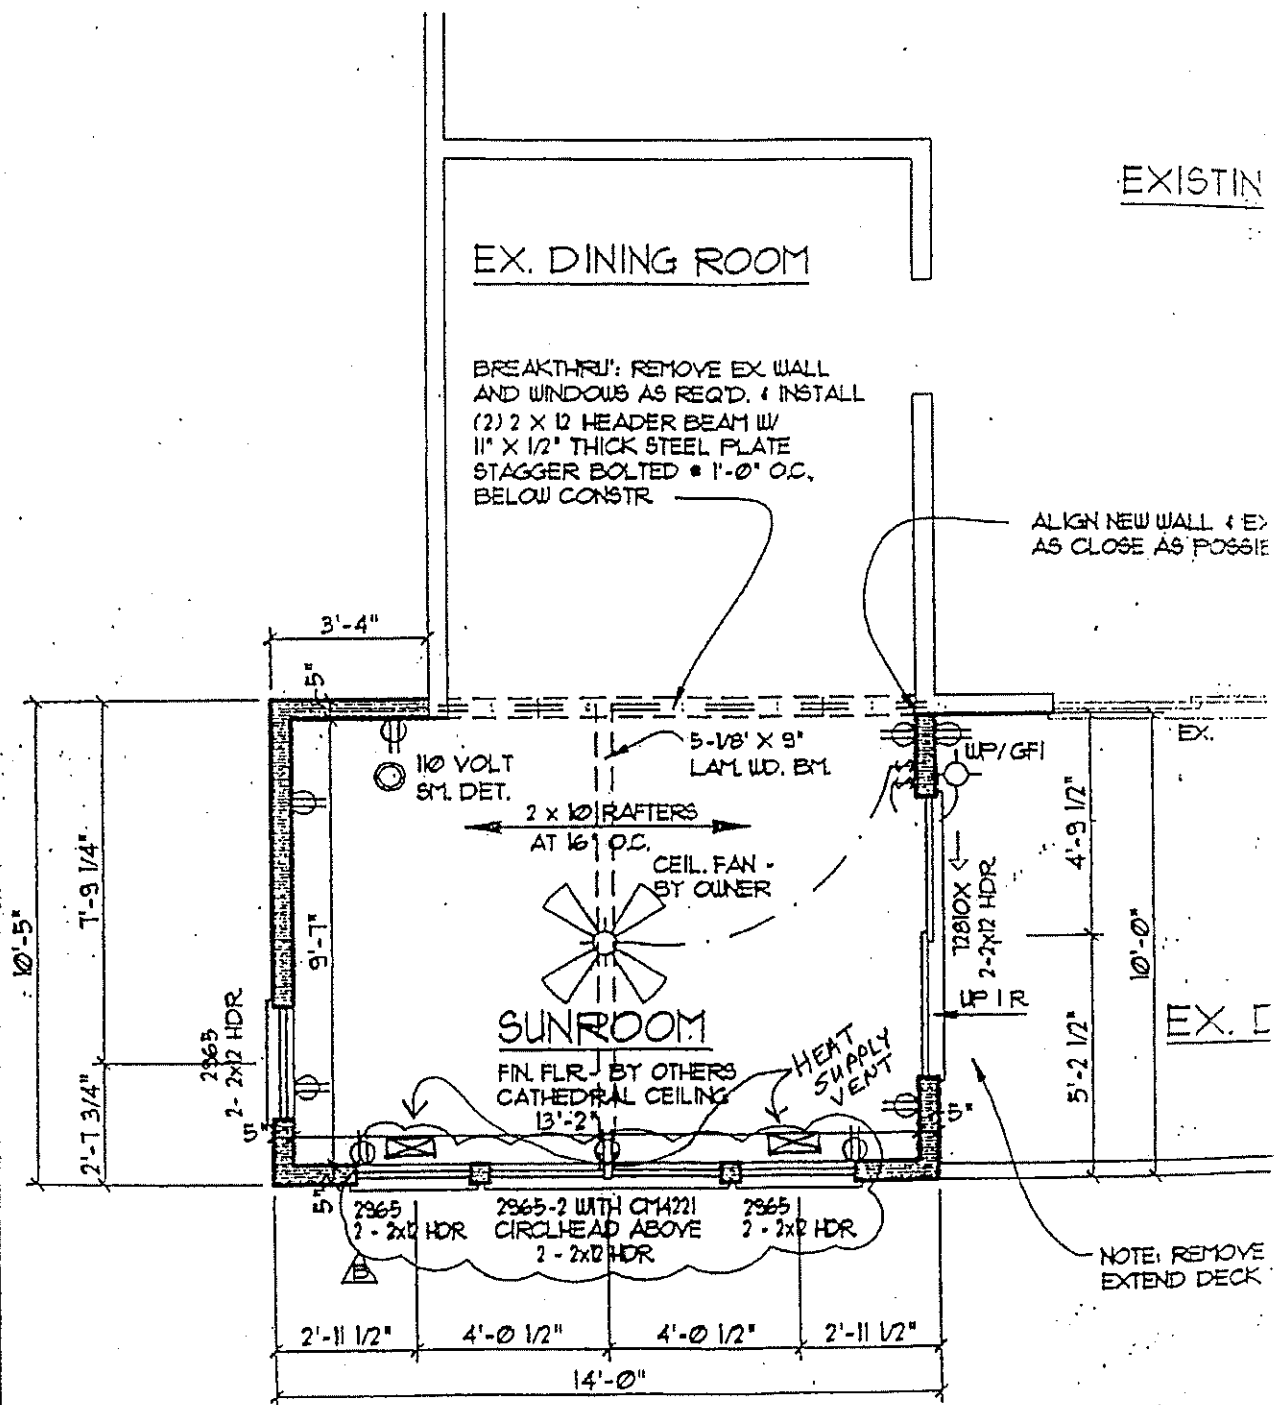 EXISTIN
EX. DINING ROOM
BREAKTHRU': REMOVE EX. WALL
AND WINDOWS AS REQ'D. & INSTALL
(2) 2 X 12 HEADER BEAM W/
11" X 1/2" THICK STEEL PLATE
STAGGER BOLTED @ 1'-0" O.C.,
BELOW CONSTR.
ALIGN NEW WALL & EX
AS CLOSE AS POSSIB
3'-4"
5"
EX.
110 VOLT
SM. DET.
5-1/8" X 9"
LAM. WD. BM.
WP/GFI
2 x 10 RAFTERS
AT 16" O.C.
CEIL. FAN -
BY OWNER
10'-5"
7'-9 1/4"
9'-7"
4'-9 1/2"
10'-0"
72810X
2-2x12 HDR
UP 1 R
EX. D
5'-2 1/2"
2965
2- 2x12 HDR.
2'-7 3/4"
SUNROOM
FIN. FLR.- BY OTHERS
CATHEDRAL CEILING
13'-2"
HEAT
SUPPLY
VENT
5"
5"
5"
2965
2 - 2x12 HDR
2965-2 WITH CM4221
CIRCLHEAD ABOVE
2 - 2x12 HDR
2965
2 - 2x12 HDR
B
NOTE: REMOVE
EXTEND DECK
2'-11 1/2"
4'-0 1/2"
4'-0 1/2"
2'-11 1/2"
14'-0"